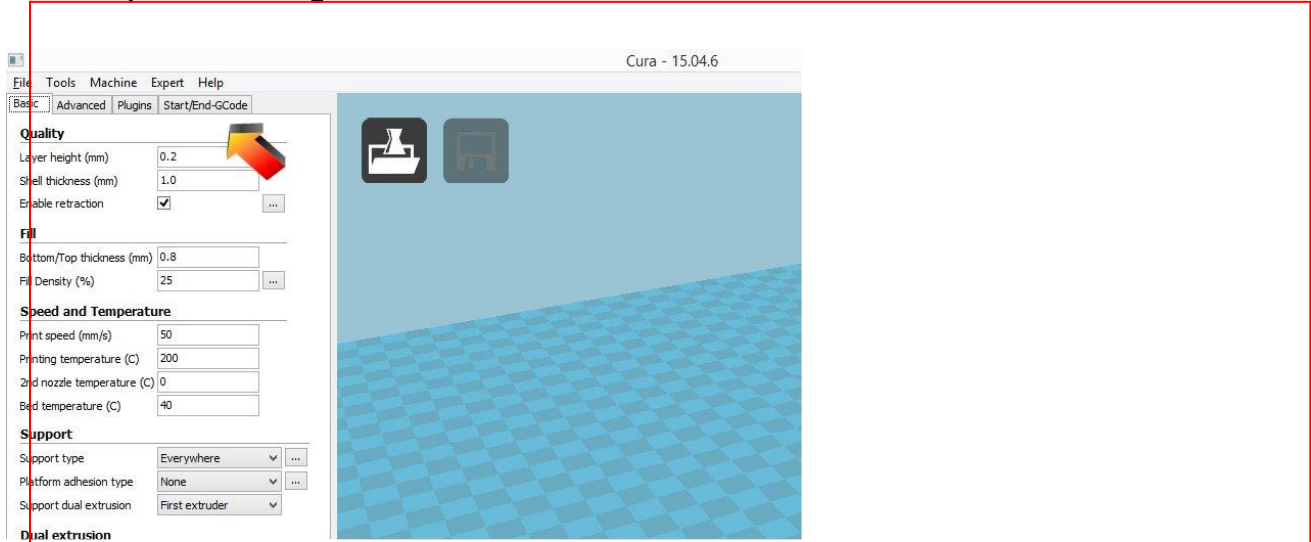 Cura - 15.04.6
File Tools Machine Expert Help
Basic Advanced Plugins Start/End-GCode
Quality
Layer height (mm) 0.2
Shell thickness (mm) 1.0
Enable retraction ...
Fill
Bottom/Top thickness (mm) 0.8
Fill Density (%) 25 ...
Speed and Temperature
Print speed (mm/s) 50
Printing temperature (C) 200
2nd nozzle temperature (C) 0
Bed temperature (C) 40
Support
Support type Everywhere ...
Platform adhesion type None ...
Support dual extrusion First extruder
Dual extrusion